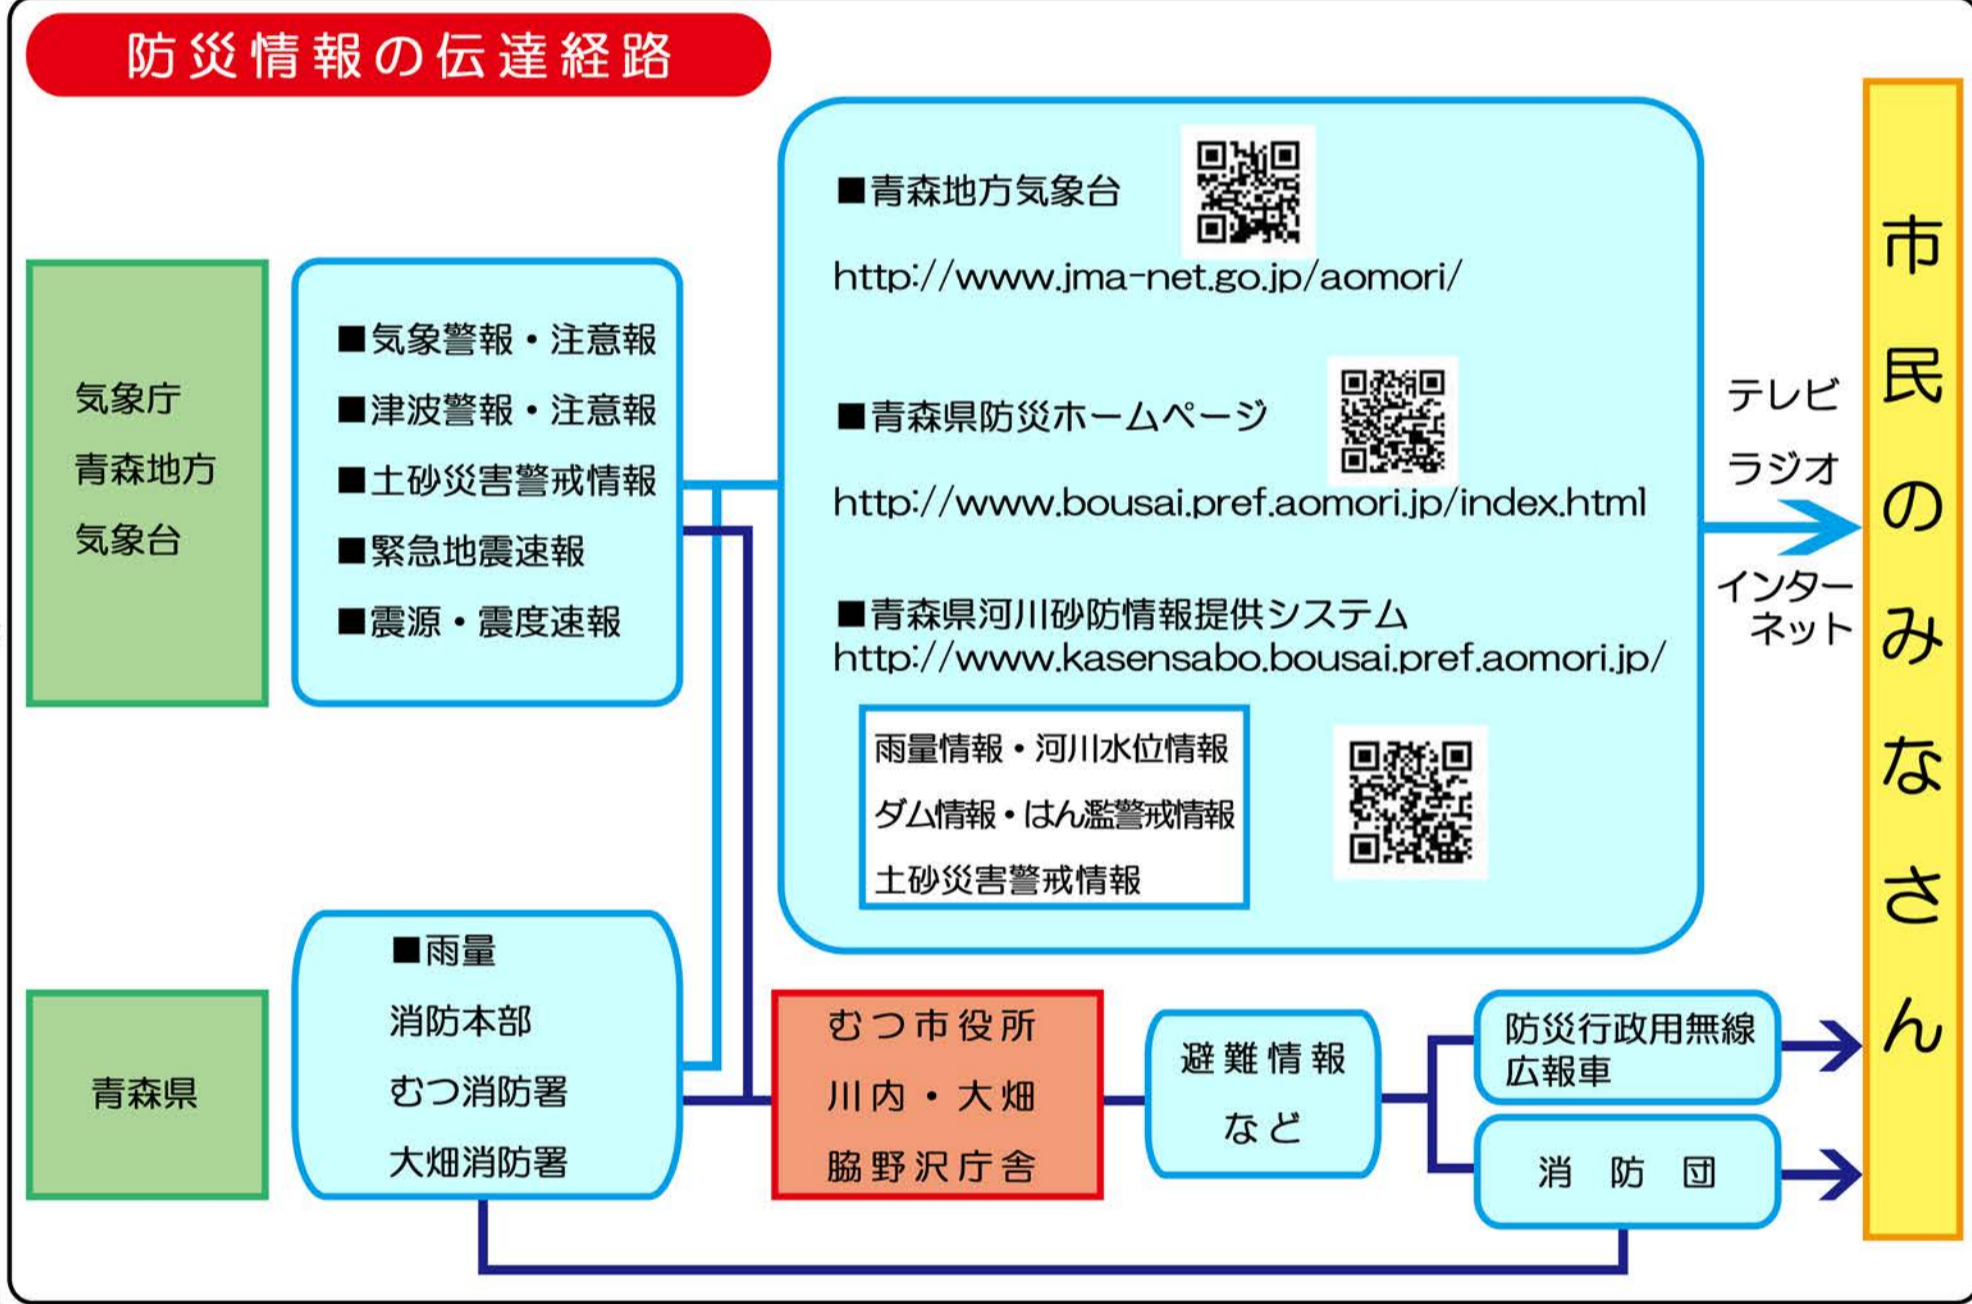 防災情報の伝達経路
気象庁
青森地方
気象台
■気象警報・注意報
■津波警報・注意報
■土砂災害警戒情報
■緊急地震速報
■震源・震度速報
■青森地方気象台
http://www.jma-net.go.jp/aomori/
■青森県防災ホームページ
http://www.bousai.pref.aomori.jp/index.html
■青森県河川砂防情報提供システム
http://www.kasensabo.bousai.pref.aomori.jp/
雨量情報・河川水位情報
ダム情報・はん濫警戒情報
土砂災害警戒情報
テレビ
ラジオ
インター
ネット
市民のみなさん
青森県
■雨量
消防本部
むつ消防署
大畑消防署
むつ市役所
川内・大畑
脇野沢庁舎
避難情報
など
防災行政用無線
広報車
消防団